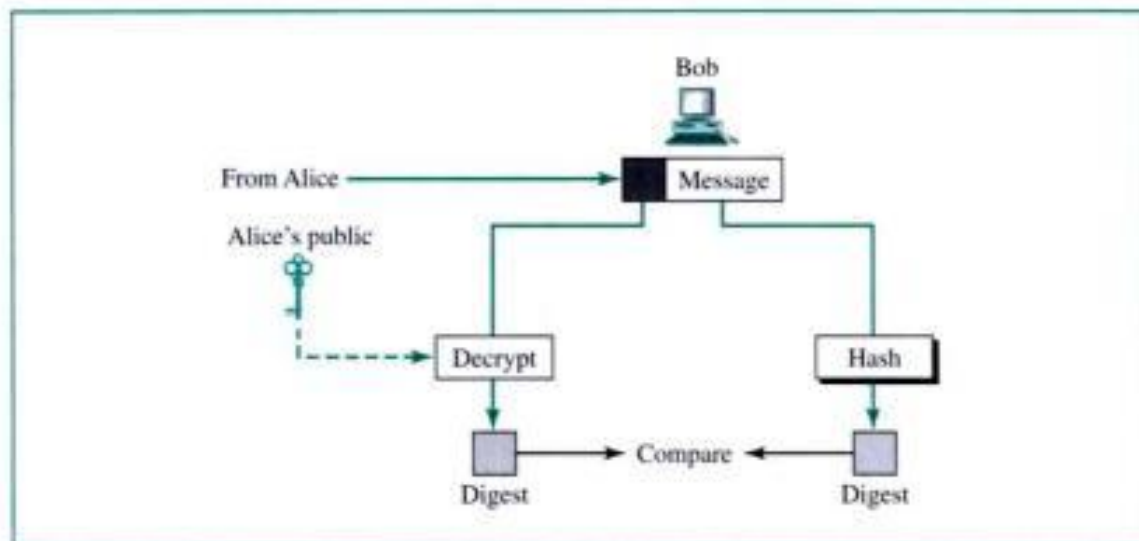 Bob
From Alice
Message
Alice's public
Decrypt
Hash
Compare
Digest
Digest